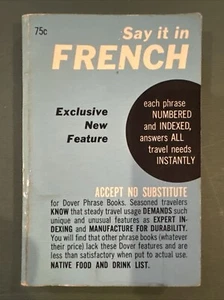 75c
Say it in
FRENCH
Exclusive
New
Feature
each phrase
NUMBERED
and INDEXED,
answers ALL
travel needs
INSTANTLY
ACCEPT NO SUBSTITUTE
for Dover Phrase Books. Seasoned travelers
KNOW that steady travel usage DEMANDS such
unique and unusual features as EXPERT IN-
DEXING and MANUFACTURE FOR DURABILITY.
You will find that other phrase books (whatever
their price) lack these Dover features and are
less than satisfactory when put to actual use.
NATIVE FOOD AND DRINK LIST.